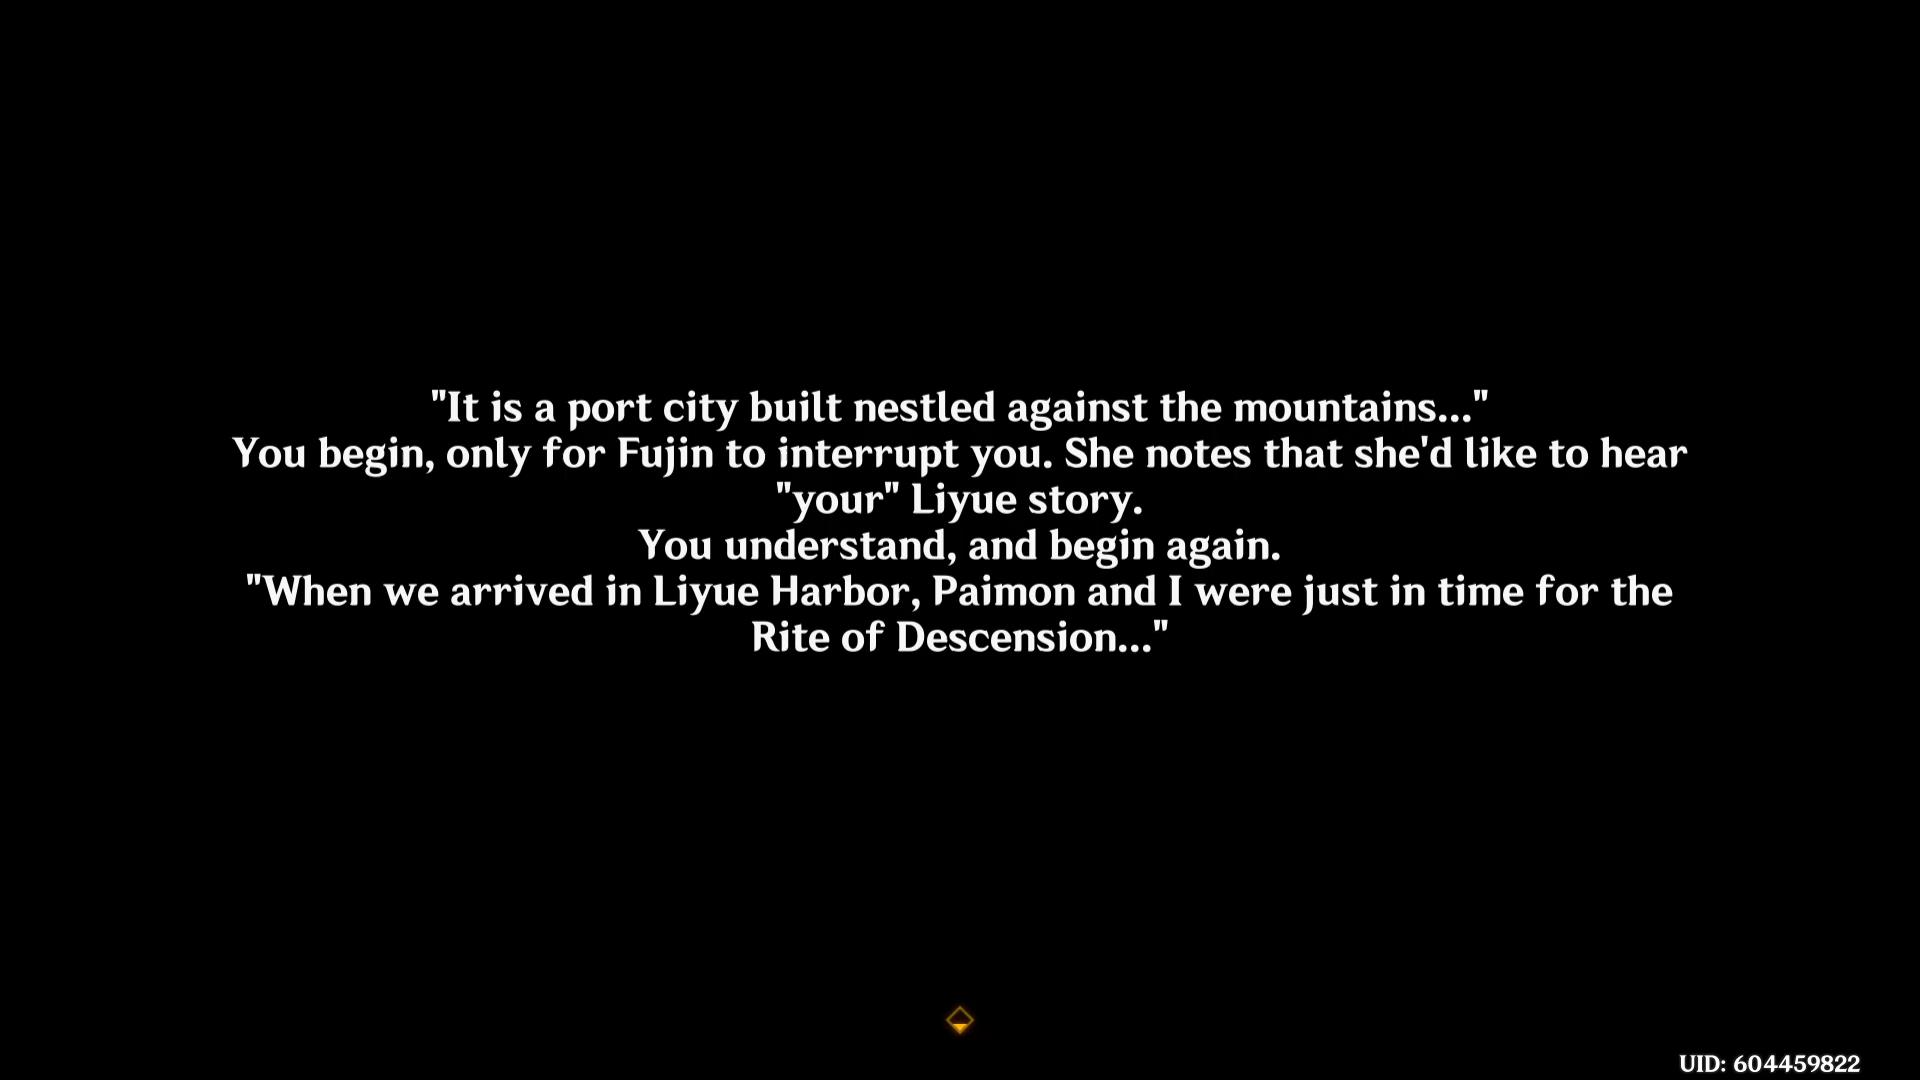 "It is a port city built nestled against the mountains..."
You begin, only for Fujin to interrupt you. She notes that she'd like to hear
"your" Liyue story.
You understand, and begin again.
"When we arrived in Liyue Harbor, Paimon and I were just in time for the
Rite of Descension..."
UID: 604459822